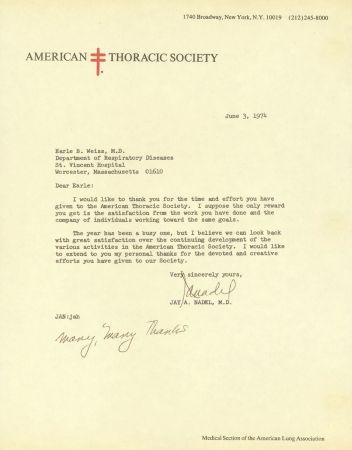 1740 Broadway, New York, N.Y. 10019 (212) 245-8000
AMERICAN THORACIC SOCIETY
June 3, 1974
Earle B. Weiss, M.D.
Department of Respiratory Diseases
St. Vincent Hospital
Worcester, Massachusetts 01610
Dear Earle:
I would like to thank you for the time and effort you have
given to the American Thoracic Society. I suppose the only reward
you get is the satisfaction from the work you have done and the
company of individuals working toward the same goals.
The year has been a busy one, but I believe we can look back
with great satisfaction over the continuing development of the
various activities in the American Thoracic Society. I would like
to extend to you my personal thanks for the devoted and creative
efforts you have given to our Society.
Very sincerely yours,
Jay Nadel
JAY A. NADEL, M.D.
JAN:jah
Many, Many Thanks
Medical Section of the American Lung Association